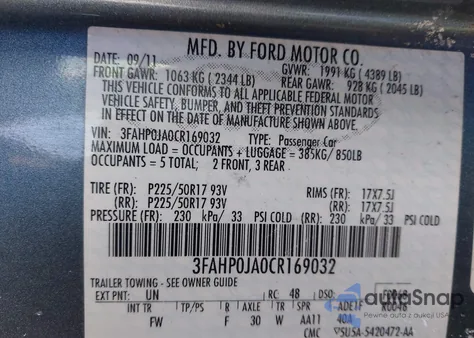 MFD. BY FORD MOTOR CO.
DATE: 09/11 GVWR: 1991 KG (4389 LB)
FRONT GAWR: 1063 KG (2344 LB) REAR GAWR: 928 KG (2045 LB)
THIS VEHICLE CONFORMS TO ALL APPLICABLE FEDERAL MOTOR
VEHICLE SAFETY, BUMPER, AND THEFT PREVENTION STANDARDS
IN EFFECT ON THE DATE OF MANUFACTURE SHOWN ABOVE.
VIN: 3FAHP0JA0CR169032 TYPE: Passenger Car
MAXIMUM LOAD = OCCUPANTS + LUGGAGE = 385KG/ 850LB
OCCUPANTS = 5 TOTAL; 2 FRONT, 3 REAR
TIRE (FR): P225/50R17 93V RIMS (FR): 17X7.5J
(RR): P225/50R17 93V (RR): 17X7.5J
PRESSURE (FR): 230 kPa/ 33 PSI COLD (RR): 230 kPa/ 33 PSI COLD
3FAHP0JA0CR169032
TRAILER TOWING - SEE OWNER GUIDE
EXT PNT: UN RC: 48 DSO:
INT TR TP/PS R AXLE TR SPR
FW F 30 W AA11 40A
CMC
autoSnap
Pewne auta z aukcji USA